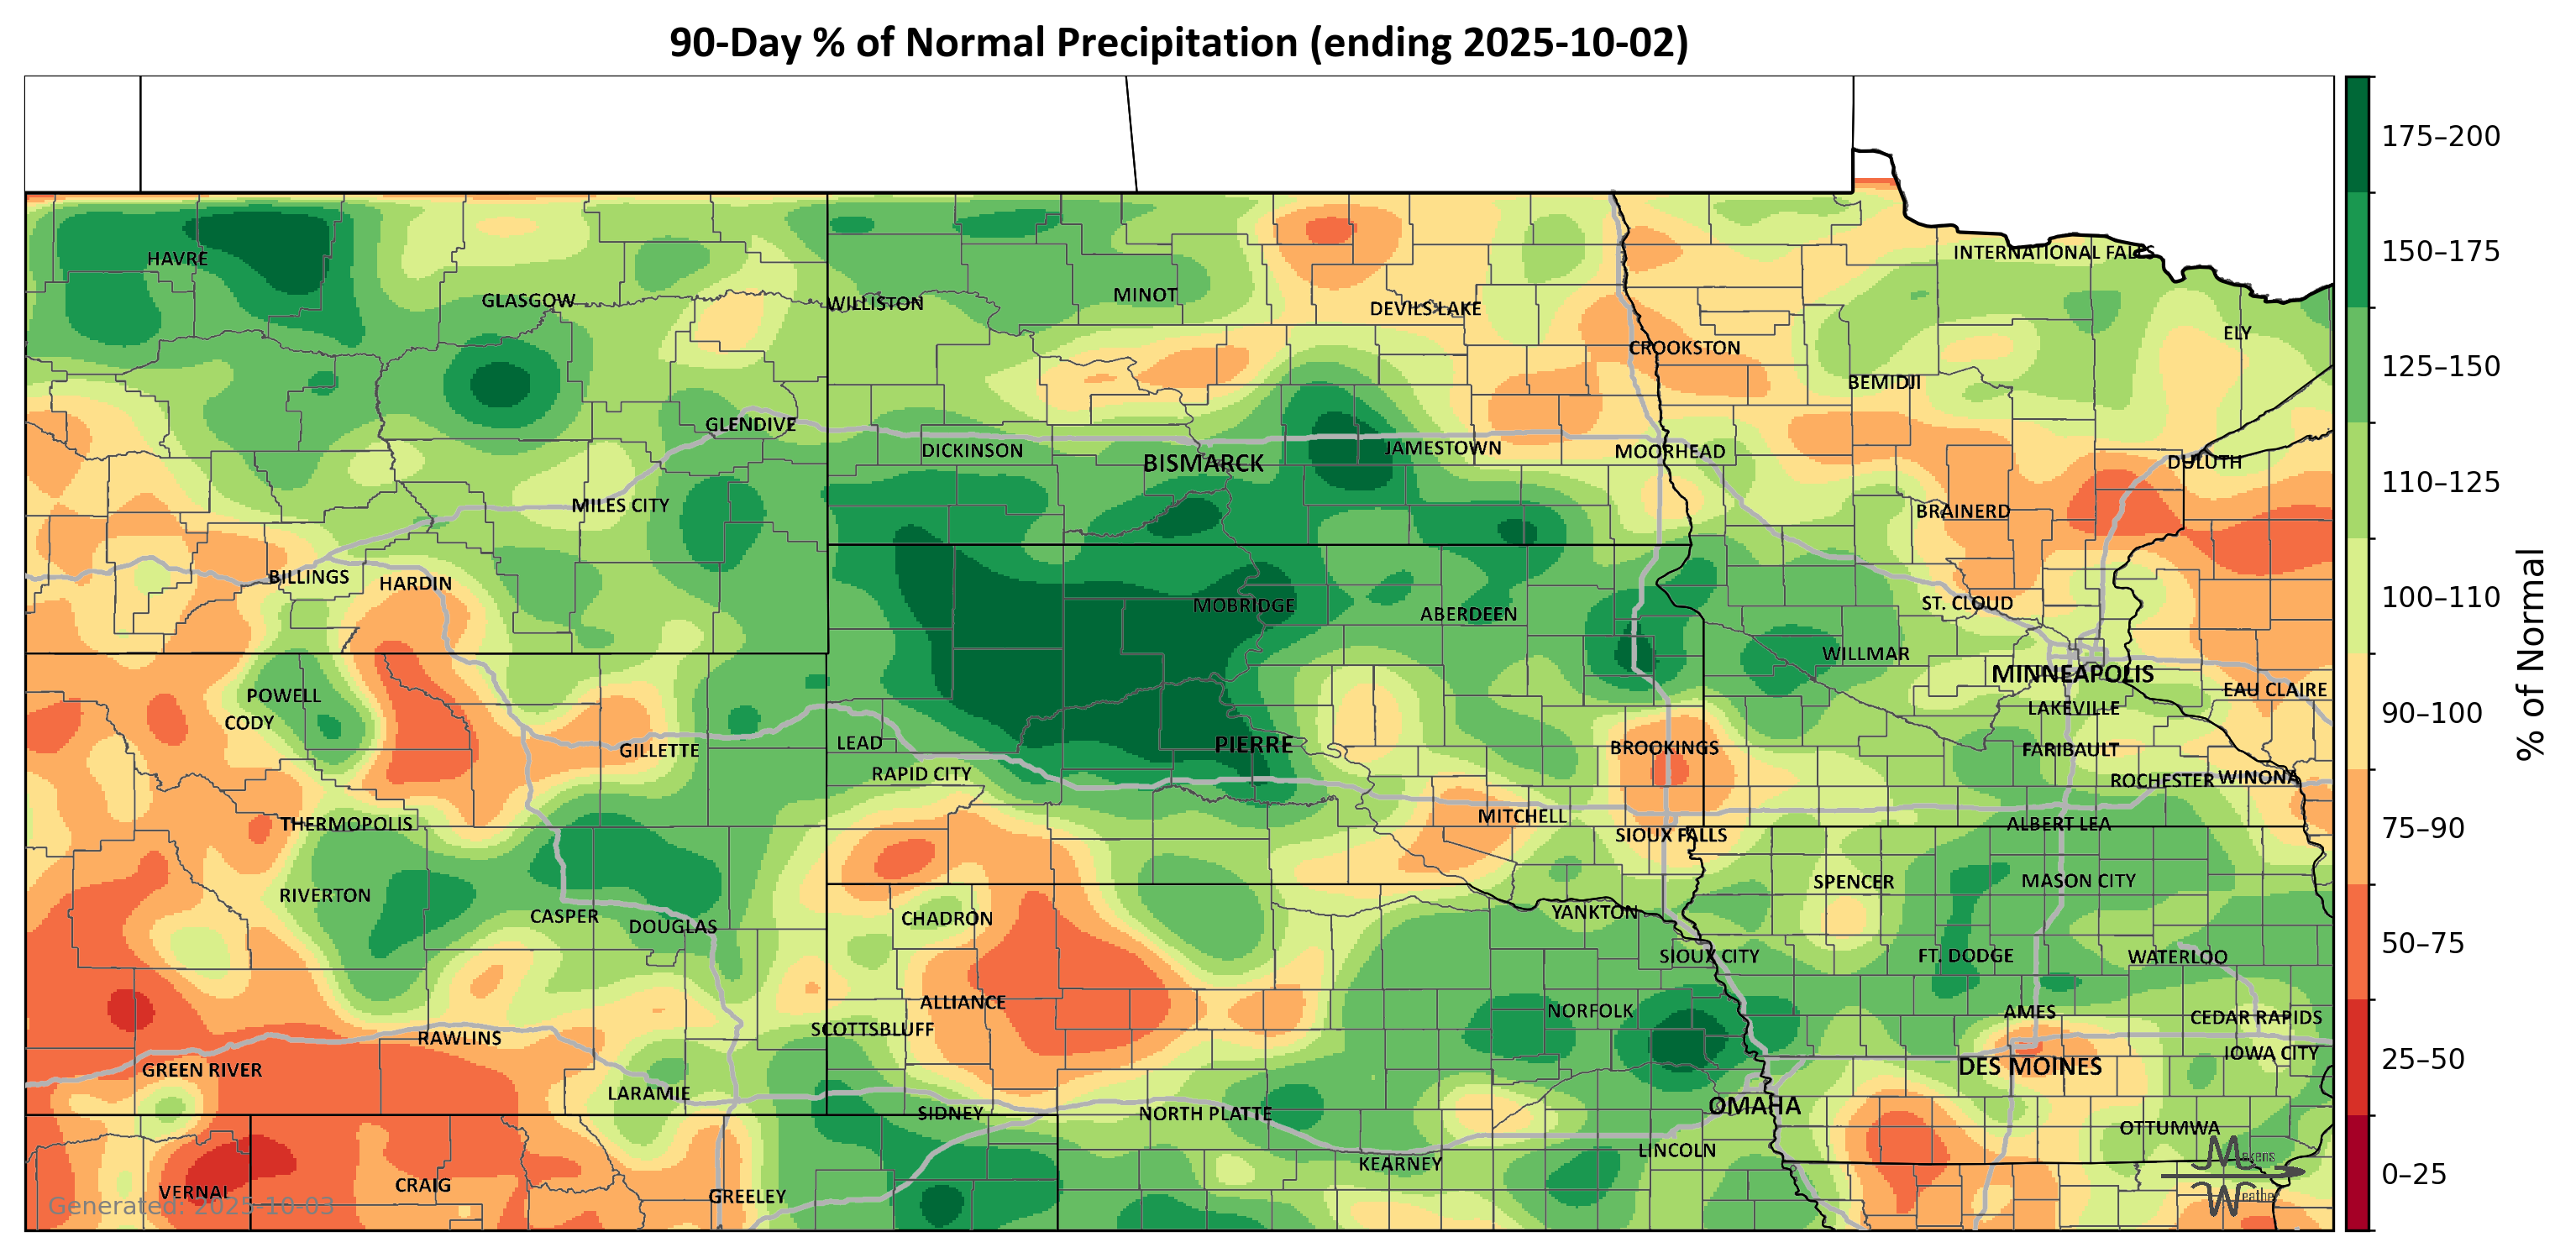 90-Day % of Normal Precipitation (ending 2025-10-02)
175–200
150–175
125–150
110–125
100–110
90–100
75–90
50–75
25–50
0–25
% of Normal
HAVRE
INTERNATIONAL FALLS
GLASGOW
WILLISTON
MINOT
DEVILS LAKE
ELY
CROOKSTON
BEMIDJI
GLENDIVE
DICKINSON
BISMARCK
JAMESTOWN
MOORHEAD
DULUTH
MILES CITY
BRAINERD
BILLINGS
HARDIN
MOBRIDGE
ABERDEEN
ST. CLOUD
WILLMAR
MINNEAPOLIS
POWELL
EAU CLAIRE
CODY
LAKEVILLE
GILLETTE
LEAD
PIERRE
BROOKINGS
FARIBAULT
RAPID CITY
ROCHESTER
WINONA
THERMOPOLIS
MITCHELL
SIOUX FALLS
ALBERT LEA
RIVERTON
SPENCER
MASON CITY
CASPER
DOUGLAS
CHADRON
YANKTON
SIOUX CITY
FT. DODGE
WATERLOO
ALLIANCE
NORFOLK
AMES
CEDAR RAPIDS
RAWLINS
SCOTTSBLUFF
IOWA CITY
GREEN RIVER
DES MOINES
LARAMIE
SIDNEY
NORTH PLATTE
OMAHA
OTTUMWA
LINCOLN
KEARNEY
VERNAL
CRAIG
GREELEY
Generated: 2025-10-03
Makens
Weather